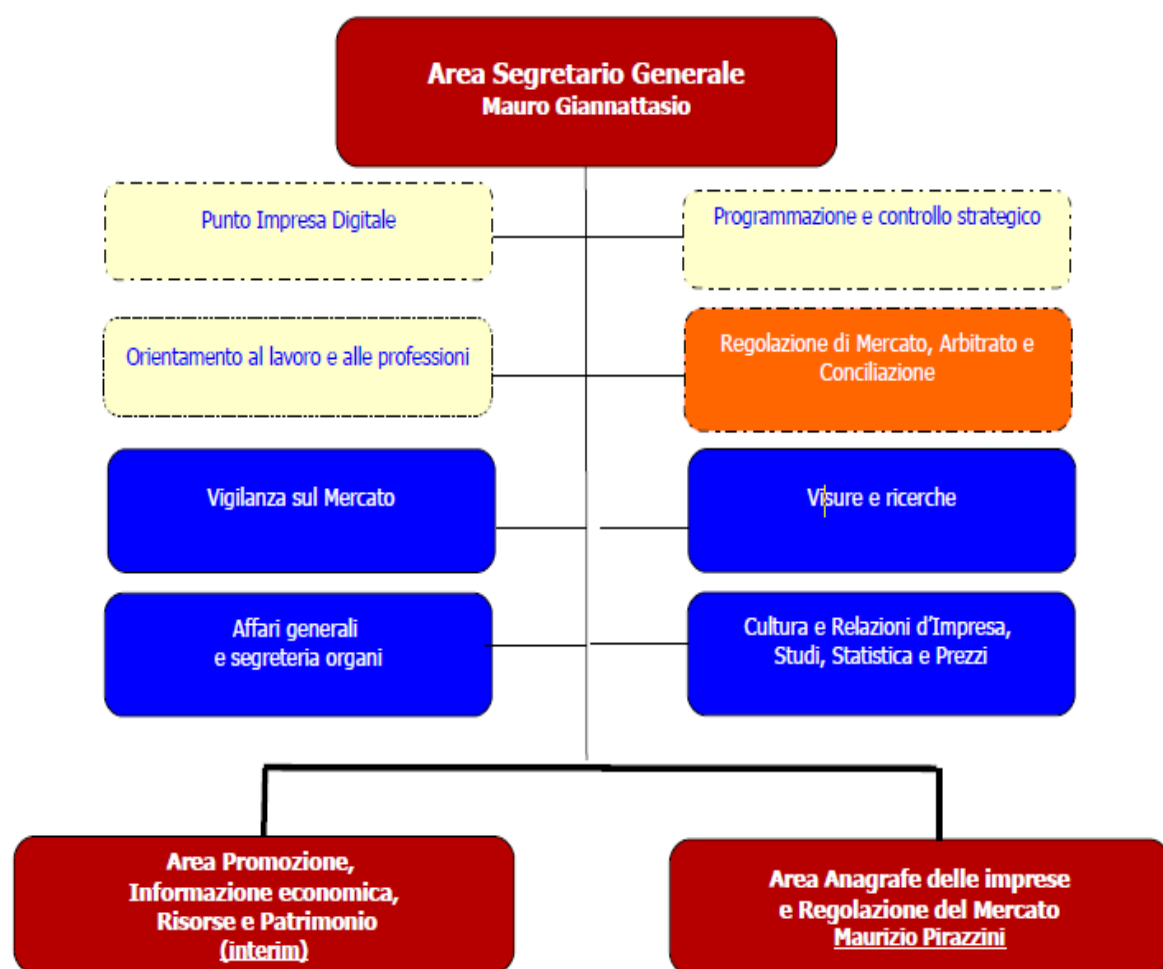 Area Segretario Generale
Mauro Giannattasio
Punto Impresa Digitale
Programmazione e controllo strategico
Orientamento al lavoro e alle professioni
Regolazione di Mercato, Arbitrato e
Conciliazione
Vigilanza sul Mercato
Visure e ricerche
Affari generali
e segreteria organi
Cultura e Relazioni d’Impresa,
Studi, Statistica e Prezzi
Area Promozione,
Informazione economica,
Risorse e Patrimonio
(interim)
Area Anagrafe delle imprese
e Regolazione del Mercato
Maurizio Pirazzini